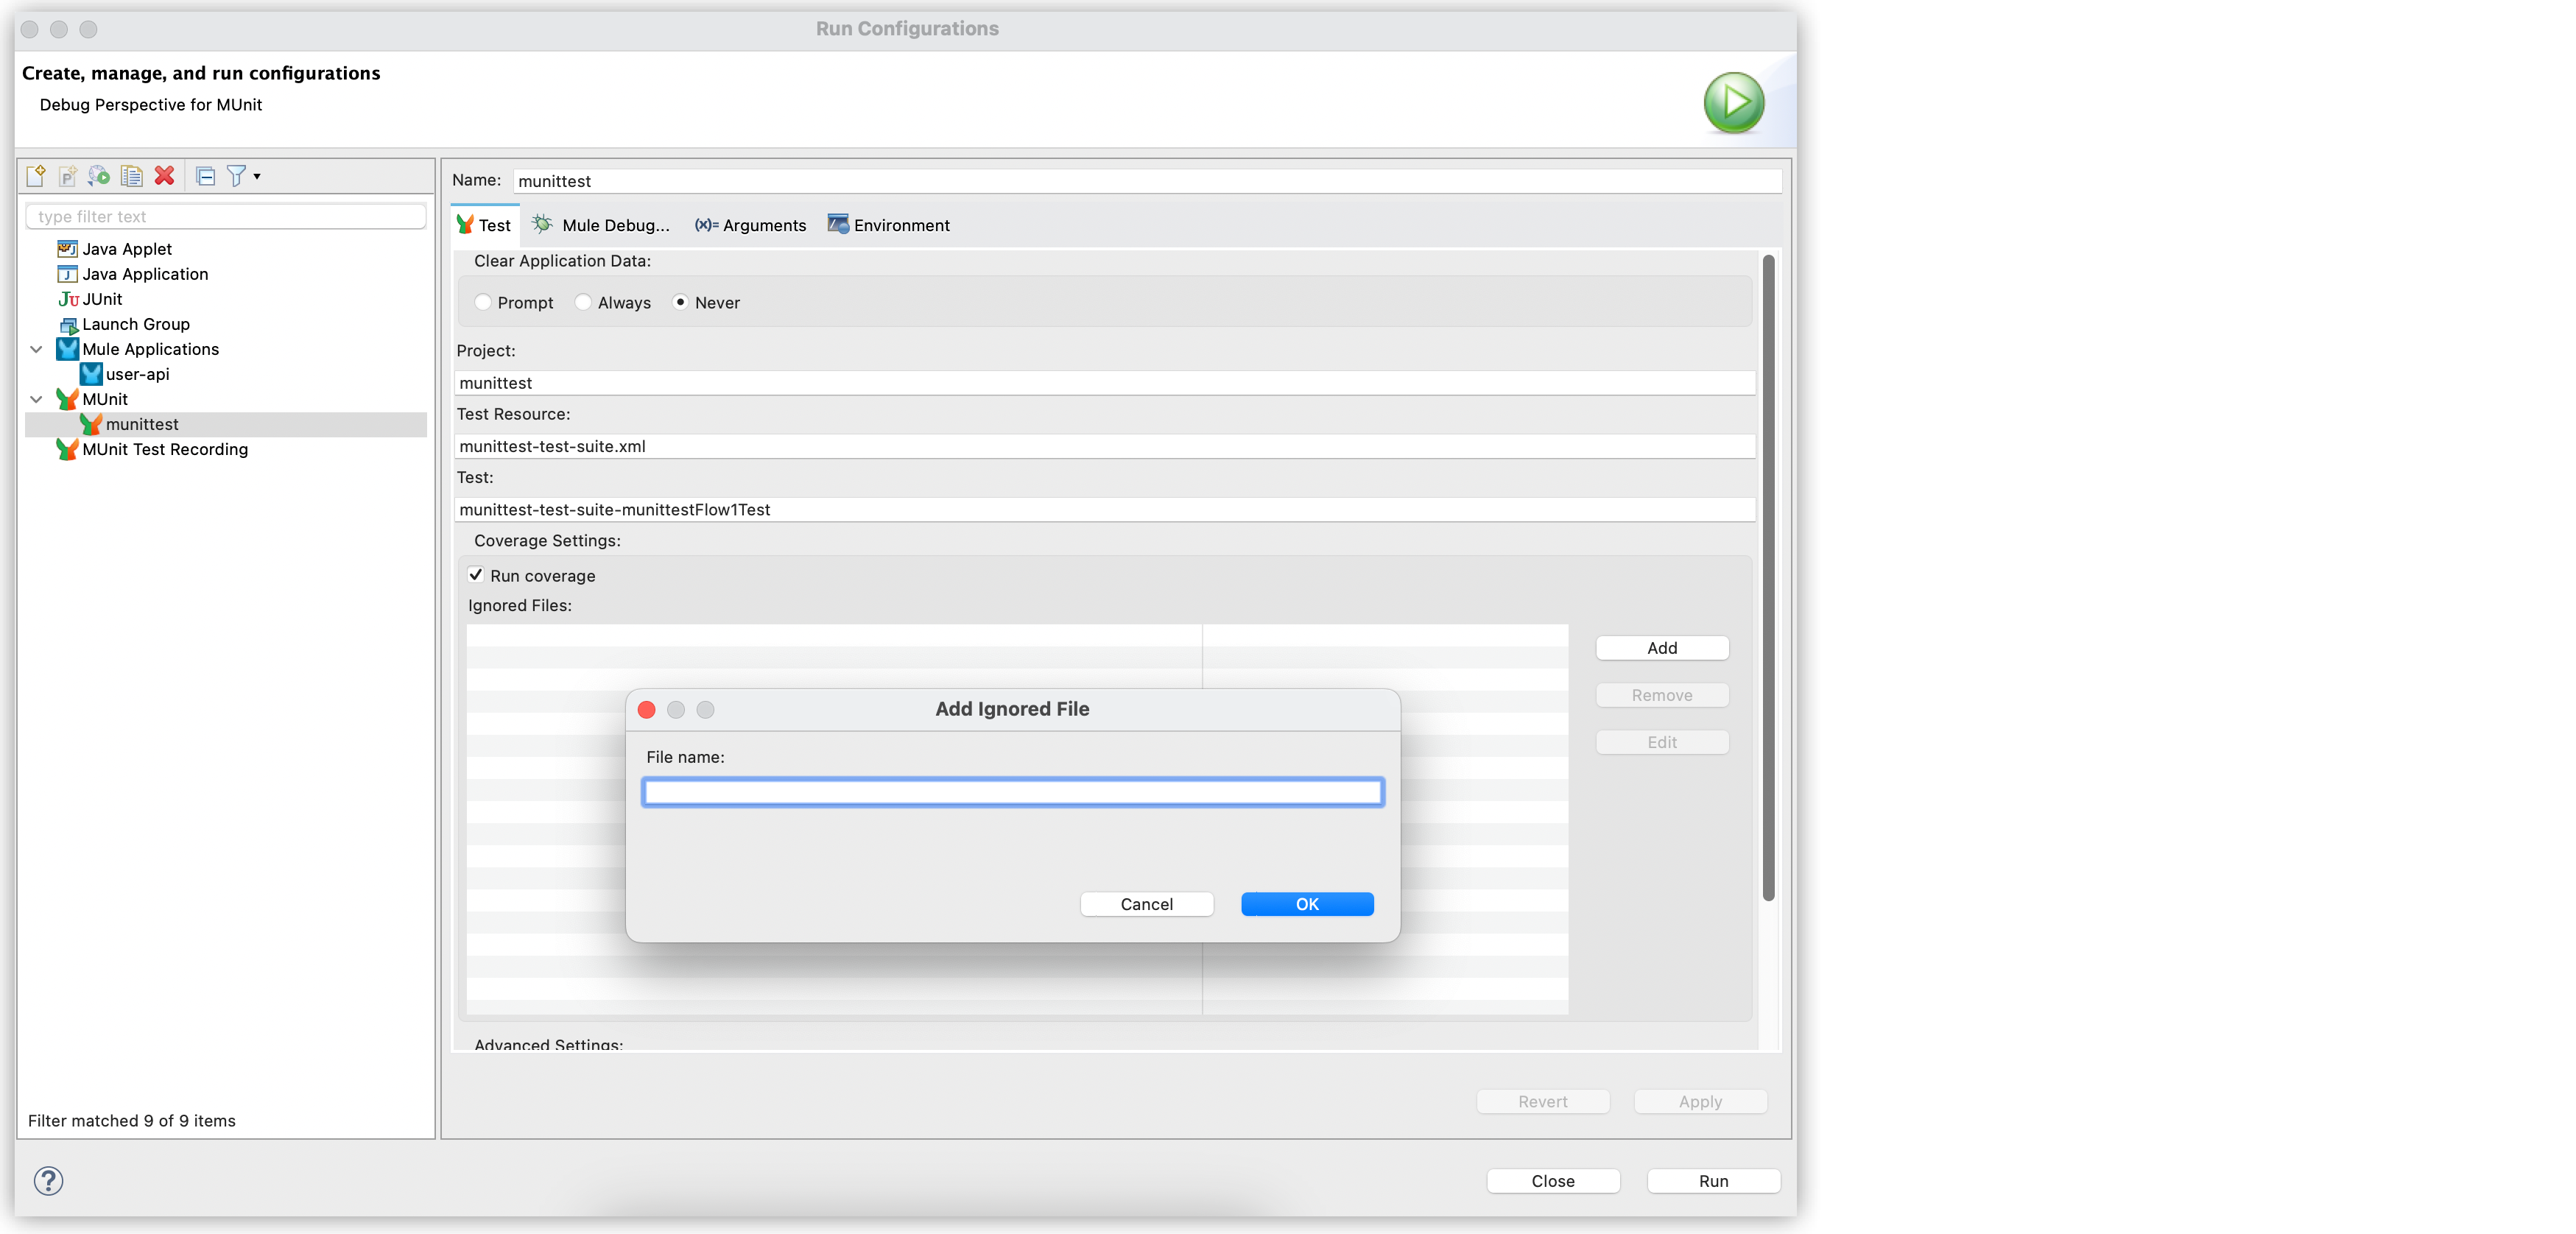 Run Configurations
Create, manage, and run configurations
Debug Perspective for MUnit
type filter text
Java Applet
Java Application
JUnit
Launch Group
Mule Applications
user-api
MUnit
munittest
MUnit Test Recording
Filter matched 9 of 9 items
Name: munittest
Test Mule Debug... (x)= Arguments Environment
Clear Application Data:
Prompt Always Never
Project:
munittest
Test Resource:
munittest-test-suite.xml
Test:
munittest-test-suite-munittestFlow1Test
Coverage Settings:
Run coverage
Ignored Files:
Add
Remove
Edit
Add Ignored File
File name:
Cancel OK
Advanced Settings:
Revert Apply
Close Run